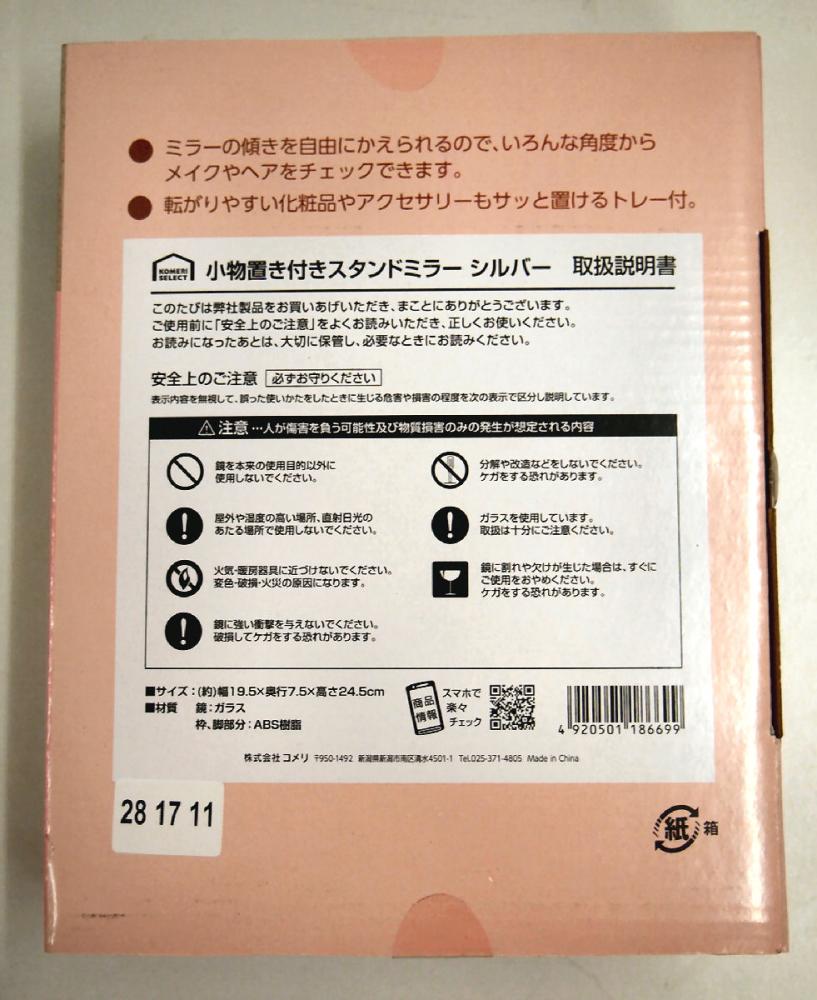 ●ミラーの傾きを自由にかえられるので、いろんな角度から
メイクやヘアをチェックできます。
●転がりやすい化粧品やアクセサリーもサッと置けるトレー付。
KOMERI
SELECT
小物置き付きスタンドミラー シルバー 取扱説明書
このたびは弊社製品をお買いあげいただき、まことにありがとうございます。
ご使用前に「安全上のご注意」をよくお読みいただき、正しくお使いください。
お読みになったあとは、大切に保管し、必要なときにお読みください。
安全上のご注意 必ずお守りください
表示内容を無視して、誤った使いかたをしたときに生じる危害や損害の程度を次の表示で区分し説明しています。
⚠注意…人が傷害を負う可能性及び物質損害のみの発生が想定される内容
鏡を本来の使用目的以外に
使用しないでください。
屋外や湿度の高い場所、直射日光の
あたる場所で使用しないでください。
火気・暖房器具に近づけないでください。
変色・破損・火災の原因になります。
鏡に強い衝撃を与えないでください。
破損してケガをする恐れがあります。
分解や改造などをしないでください。
ケガをする恐れがあります。
ガラスを使用しています。
取扱は十分にご注意ください。
鏡に割れや欠けが生じた場合は、すぐに
ご使用をおやめください。
ケガをする恐れがあります。
■サイズ：(約)幅19.5×奥行7.5×高さ24.5cm
■材質 鏡：ガラス
枠、脚部分：ABS樹脂
商品
情報
スマホで
楽々
チェック
4 920501 186699
株式会社 コメリ 〒950-1492 新潟県新潟市南区清水4501-1 Tel.025-371-4805 Made in China
28 17 11
紙 箱